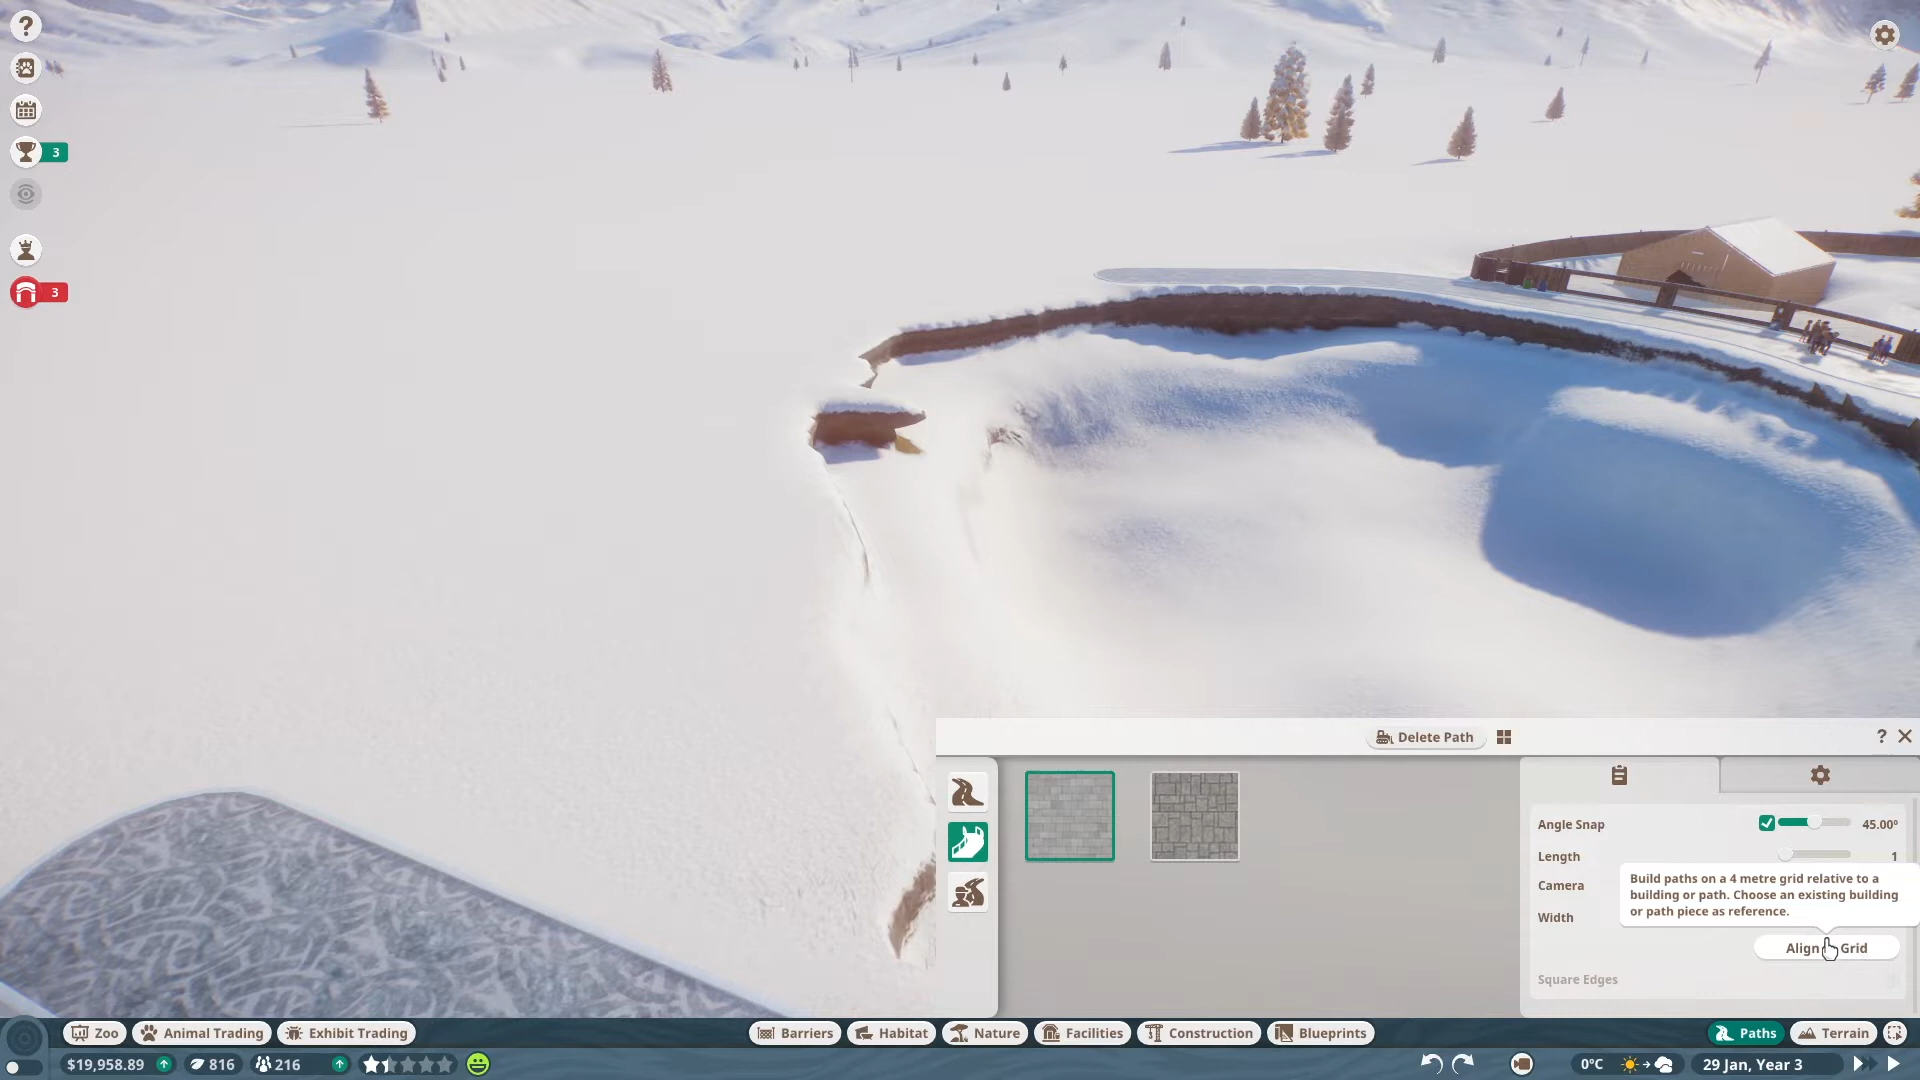 ?
3
3
Delete Path
?
Angle Snap
45.00º
Length
1
Camera
Build paths on a 4 metre grid relative to a
building or path. Choose an existing building
or path piece as reference.
Width
Align Grid
Square Edges
Zoo
Animal Trading
Exhibit Trading
Barriers
Habitat
Nature
Facilities
Construction
Blueprints
Paths
Terrain
$19,958.89
816
216
0°C
29 Jan, Year 3